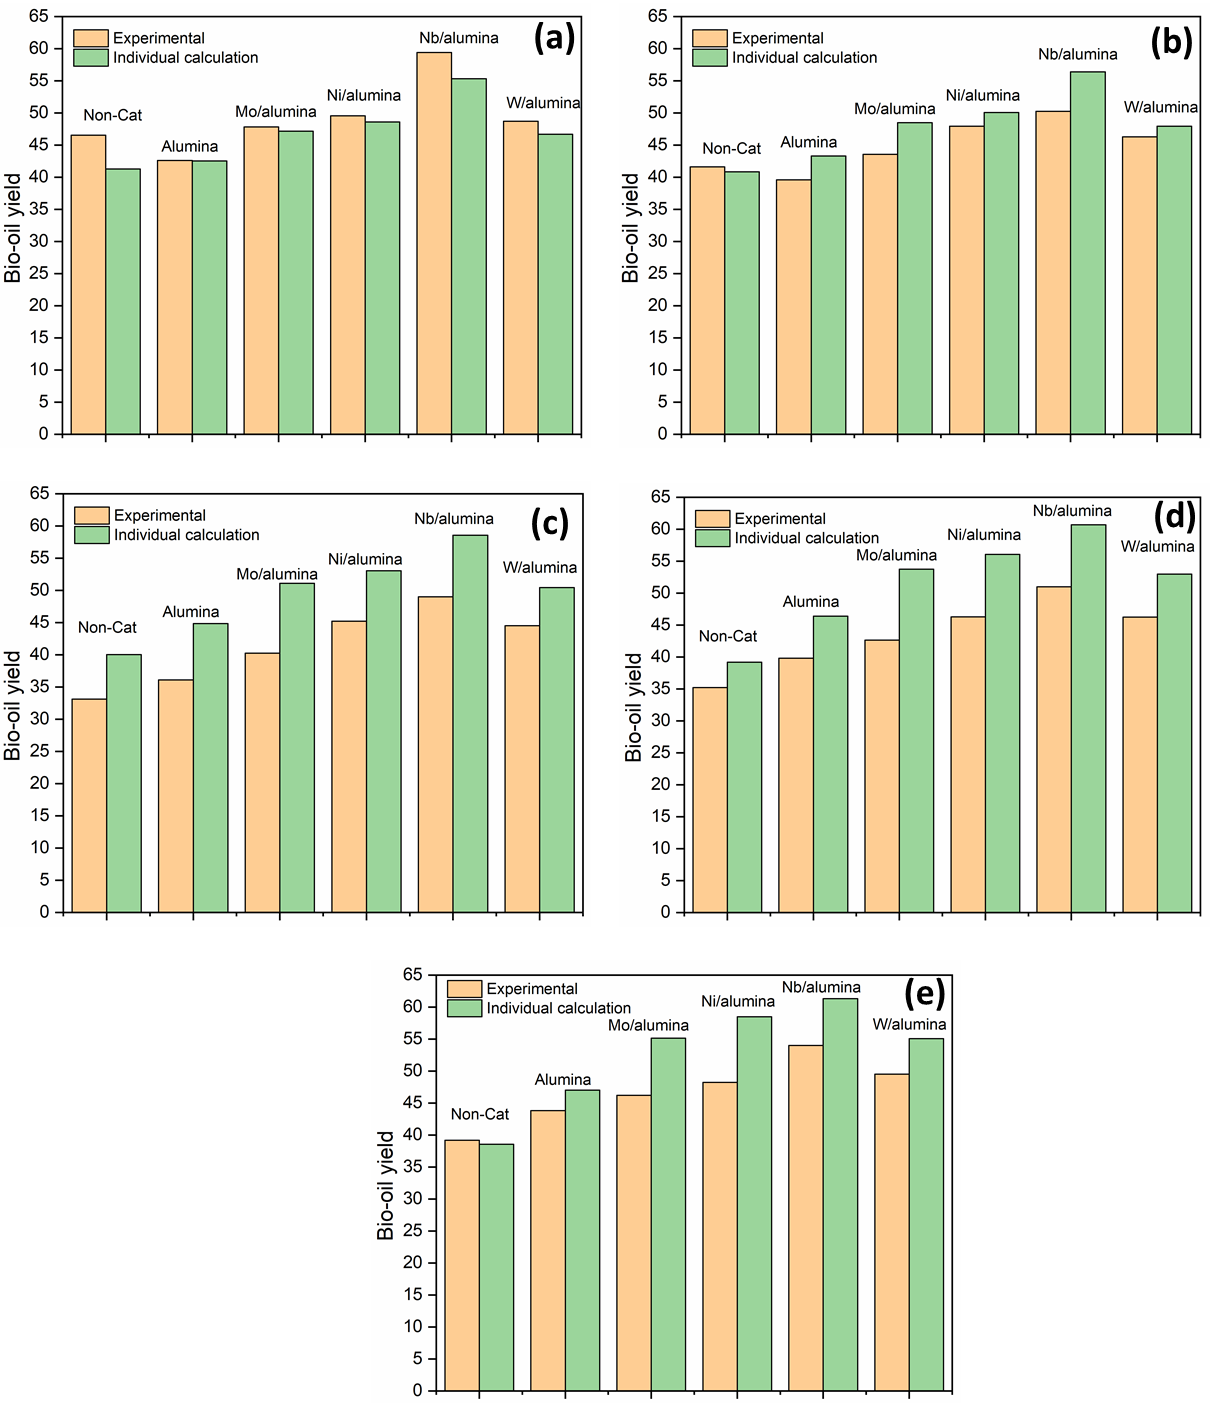 (a)
Experimental
Individual calculation
Bio-oil yield
65
60
55
50
45
40
35
30
25
20
15
10
5
0
Non-Cat
Alumina
Mo/alumina
Ni/alumina
Nb/alumina
W/alumina
(b)
Experimental
Individual calculation
Bio-oil yield
65
60
55
50
45
40
35
30
25
20
15
10
5
0
Non-Cat
Alumina
Mo/alumina
Ni/alumina
Nb/alumina
W/alumina
(c)
Experimental
Individual calculation
Bio-oil yield
65
60
55
50
45
40
35
30
25
20
15
10
5
0
Non-Cat
Alumina
Mo/alumina
Ni/alumina
Nb/alumina
W/alumina
(d)
Experimental
Individual calculation
Bio-oil yield
65
60
55
50
45
40
35
30
25
20
15
10
5
0
Non-Cat
Alumina
Mo/alumina
Ni/alumina
Nb/alumina
W/alumina
(e)
Experimental
Individual calculation
Bio-oil yield
65
60
55
50
45
40
35
30
25
20
15
10
5
0
Non-Cat
Alumina
Mo/alumina
Ni/alumina
Nb/alumina
W/alumina